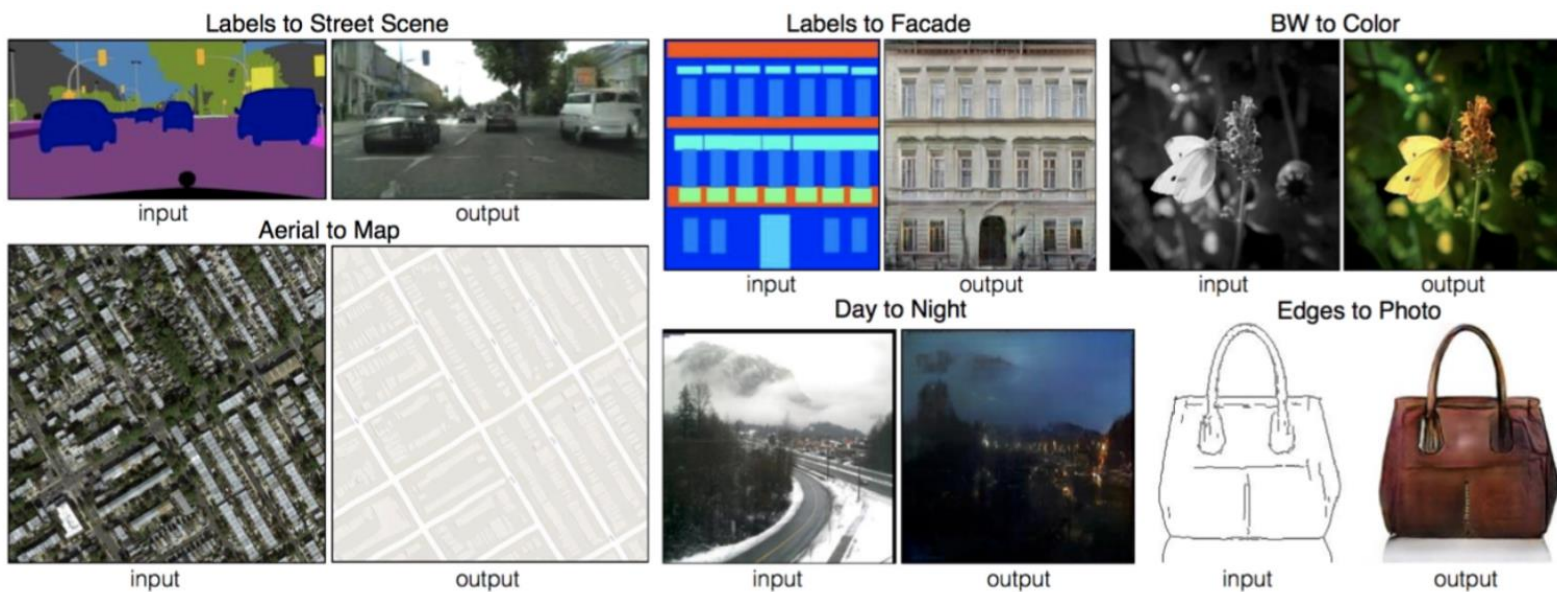 Labels to Street Scene
input
output
Aerial to Map
input
output
Labels to Facade
input
output
BW to Color
input
output
Day to Night
input
output
Edges to Photo
input
output